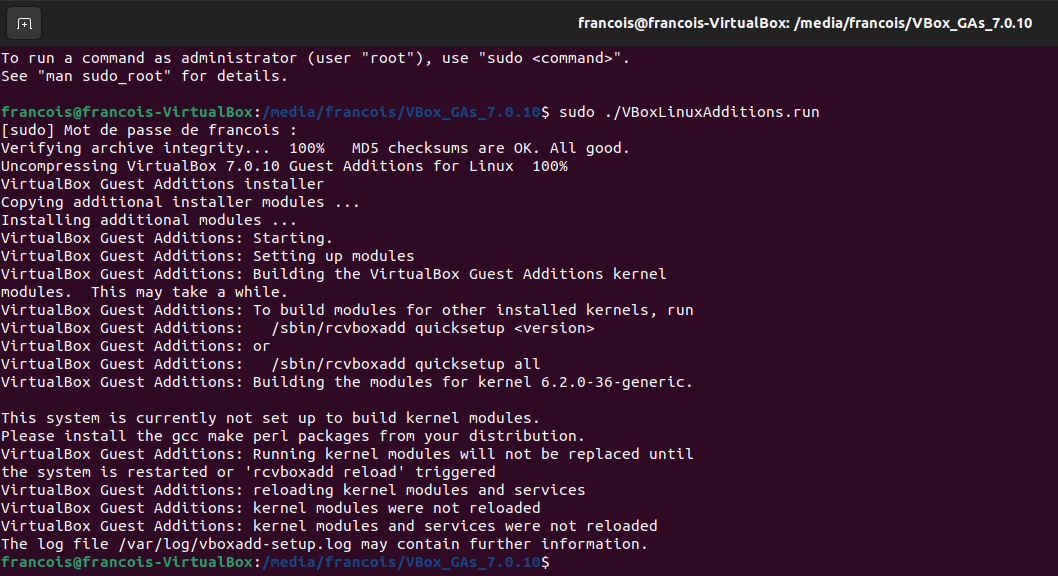 francois@francois-VirtualBox: /media/francois/VBox_GAs_7.0.10
To run a command as administrator (user "root"), use "sudo <command>".
See "man sudo_root" for details.
francois@francois-VirtualBox:/media/francois/VBox_GAs_7.0.10$ sudo ./VBoxLinuxAdditions.run
[sudo] Mot de passe de francois :
Verifying archive integrity...  100%   MD5 checksums are OK. All good.
Uncompressing VirtualBox 7.0.10 Guest Additions for Linux  100%
VirtualBox Guest Additions installer
Copying additional installer modules ...
Installing additional modules ...
VirtualBox Guest Additions: Starting.
VirtualBox Guest Additions: Setting up modules
VirtualBox Guest Additions: Building the VirtualBox Guest Additions kernel
modules.  This may take a while.
VirtualBox Guest Additions: To build modules for other installed kernels, run
VirtualBox Guest Additions:   /sbin/rcvboxadd quicksetup <version>
VirtualBox Guest Additions: or
VirtualBox Guest Additions:   /sbin/rcvboxadd quicksetup all
VirtualBox Guest Additions: Building the modules for kernel 6.2.0-36-generic.
This system is currently not set up to build kernel modules.
Please install the gcc make perl packages from your distribution.
VirtualBox Guest Additions: Running kernel modules will not be replaced until
the system is restarted or 'rcvboxadd reload' triggered
VirtualBox Guest Additions: reloading kernel modules and services
VirtualBox Guest Additions: kernel modules were not reloaded
VirtualBox Guest Additions: kernel modules and services were not reloaded
The log file /var/log/vboxadd-setup.log may contain further information.
francois@francois-VirtualBox:/media/francois/VBox_GAs_7.0.10$